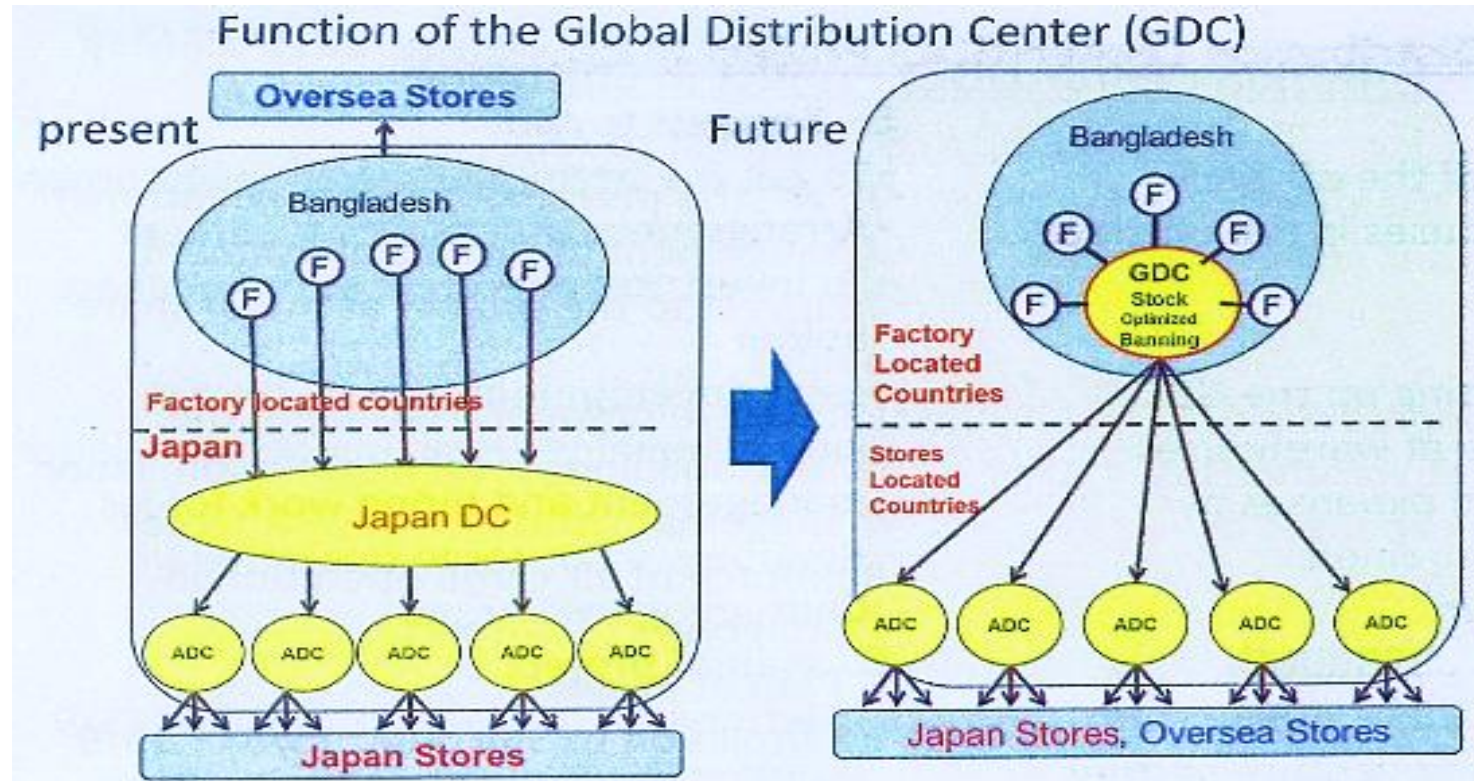 Function of the Global Distribution Center (GDC)
present
Oversea Stores
Bangladesh
F
F
F
F
F
Factory located countries
Japan
Japan DC
ADC
ADC
ADC
ADC
ADC
Japan Stores
Future
Bangladesh
F
F
F
F
F
GDC
Stock
Optimized
Banning
Factory
Located
Countries
Stores
Located
Countries
ADC
ADC
ADC
ADC
ADC
Japan Stores, Oversea Stores